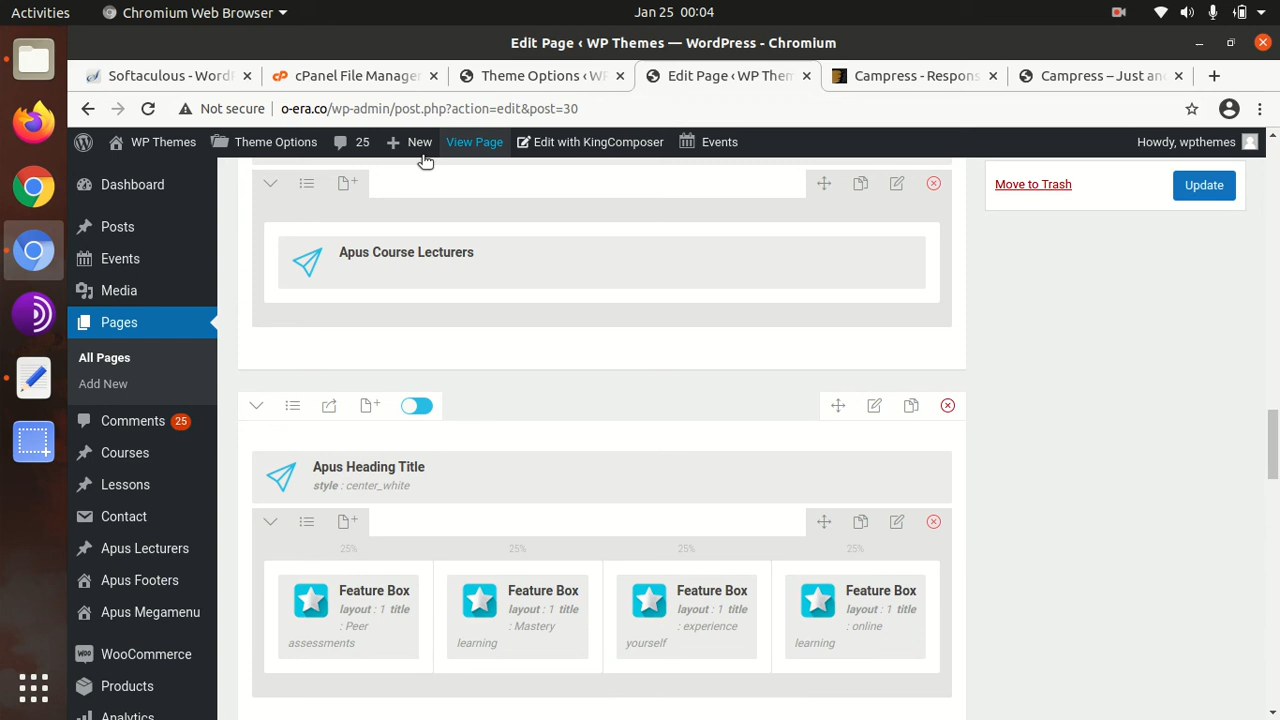 Activities
Chromium Web Browser
Jan 25 00:04
Edit Page ‹ WP Themes — WordPress - Chromium
Softaculous - WordP
cPanel File Manager
Theme Options ‹ WP
Edit Page ‹ WP Them
Campress - Respons
Campress – Just an
Not secure
o-era.co/wp-admin/post.php?action=edit&post=30
WP Themes
Theme Options
25
New
View Page
Edit with KingComposer
Events
Howdy, wpthemes
Dashboard
Posts
Events
Media
Pages
All Pages
Add New
Comments 25
Courses
Lessons
Contact
Apus Lecturers
Apus Footers
Apus Megamenu
WooCommerce
Products
Analytics
Move to Trash
Update
Apus Course Lecturers
Apus Heading Title
style : center_white
25%
25%
25%
25%
Feature Box
layout : 1 title
: Peer
assessments
Feature Box
layout : 1 title
: Mastery
learning
Feature Box
layout : 1 title
: experience
yourself
Feature Box
layout : 1 title
: online
learning